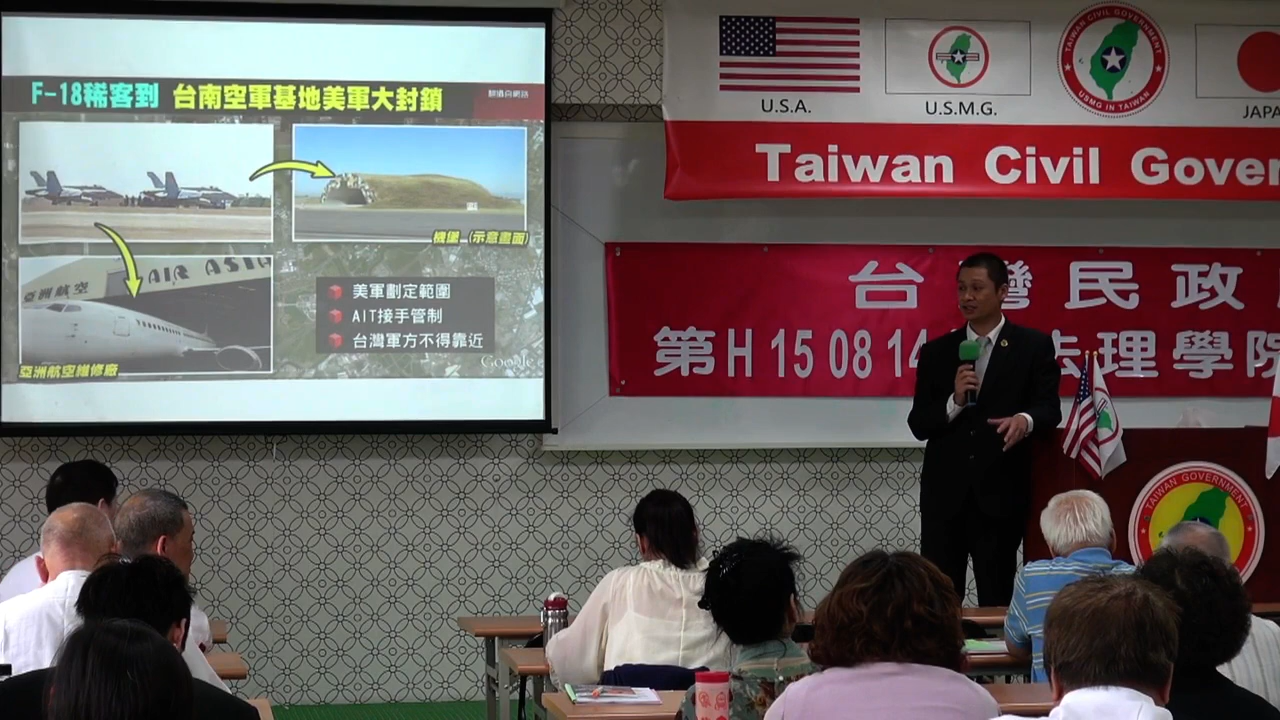 F-18稀客到 台南空軍基地美軍大封鎖
機堡 (示意畫面)
亞洲航空
AIR ASIA
美軍劃定範圍
AIT接手管制
台灣軍方不得靠近
Google
亞洲航空維修廠
U.S.A.
U.S.M.G.
TAIWAN CIVIL GOVERNMENT
USMG IN TAIWAN
JAPA
Taiwan Civil Gover
台灣民政
第H 15 08 14 法理學院
TAIWAN GOVERNMENT